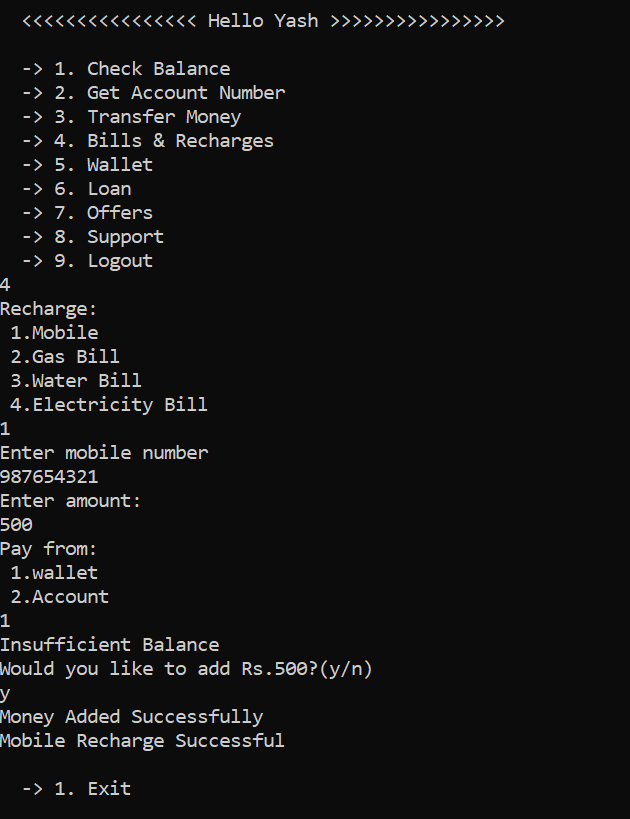 <<<<<<<<<<<<<<<< Hello Yash >>>>>>>>>>>>>>>>
-> 1. Check Balance
-> 2. Get Account Number
-> 3. Transfer Money
-> 4. Bills & Recharges
-> 5. Wallet
-> 6. Loan
-> 7. Offers
-> 8. Support
-> 9. Logout
4
Recharge:
1.Mobile
2.Gas Bill
3.Water Bill
4.Electricity Bill
1
Enter mobile number
987654321
Enter amount:
500
Pay from:
1.wallet
2.Account
1
Insufficient Balance
Would you like to add Rs.500?(y/n)
y
Money Added Successfully
Mobile Recharge Successful
-> 1. Exit